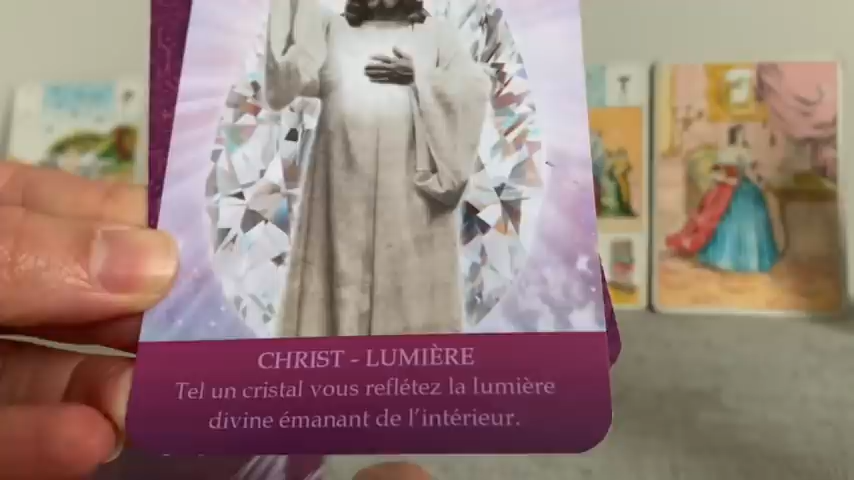 CHRIST - LUMIÈRE
Tel un cristal vous reflétez la lumière
divine émanant de l'intérieur.